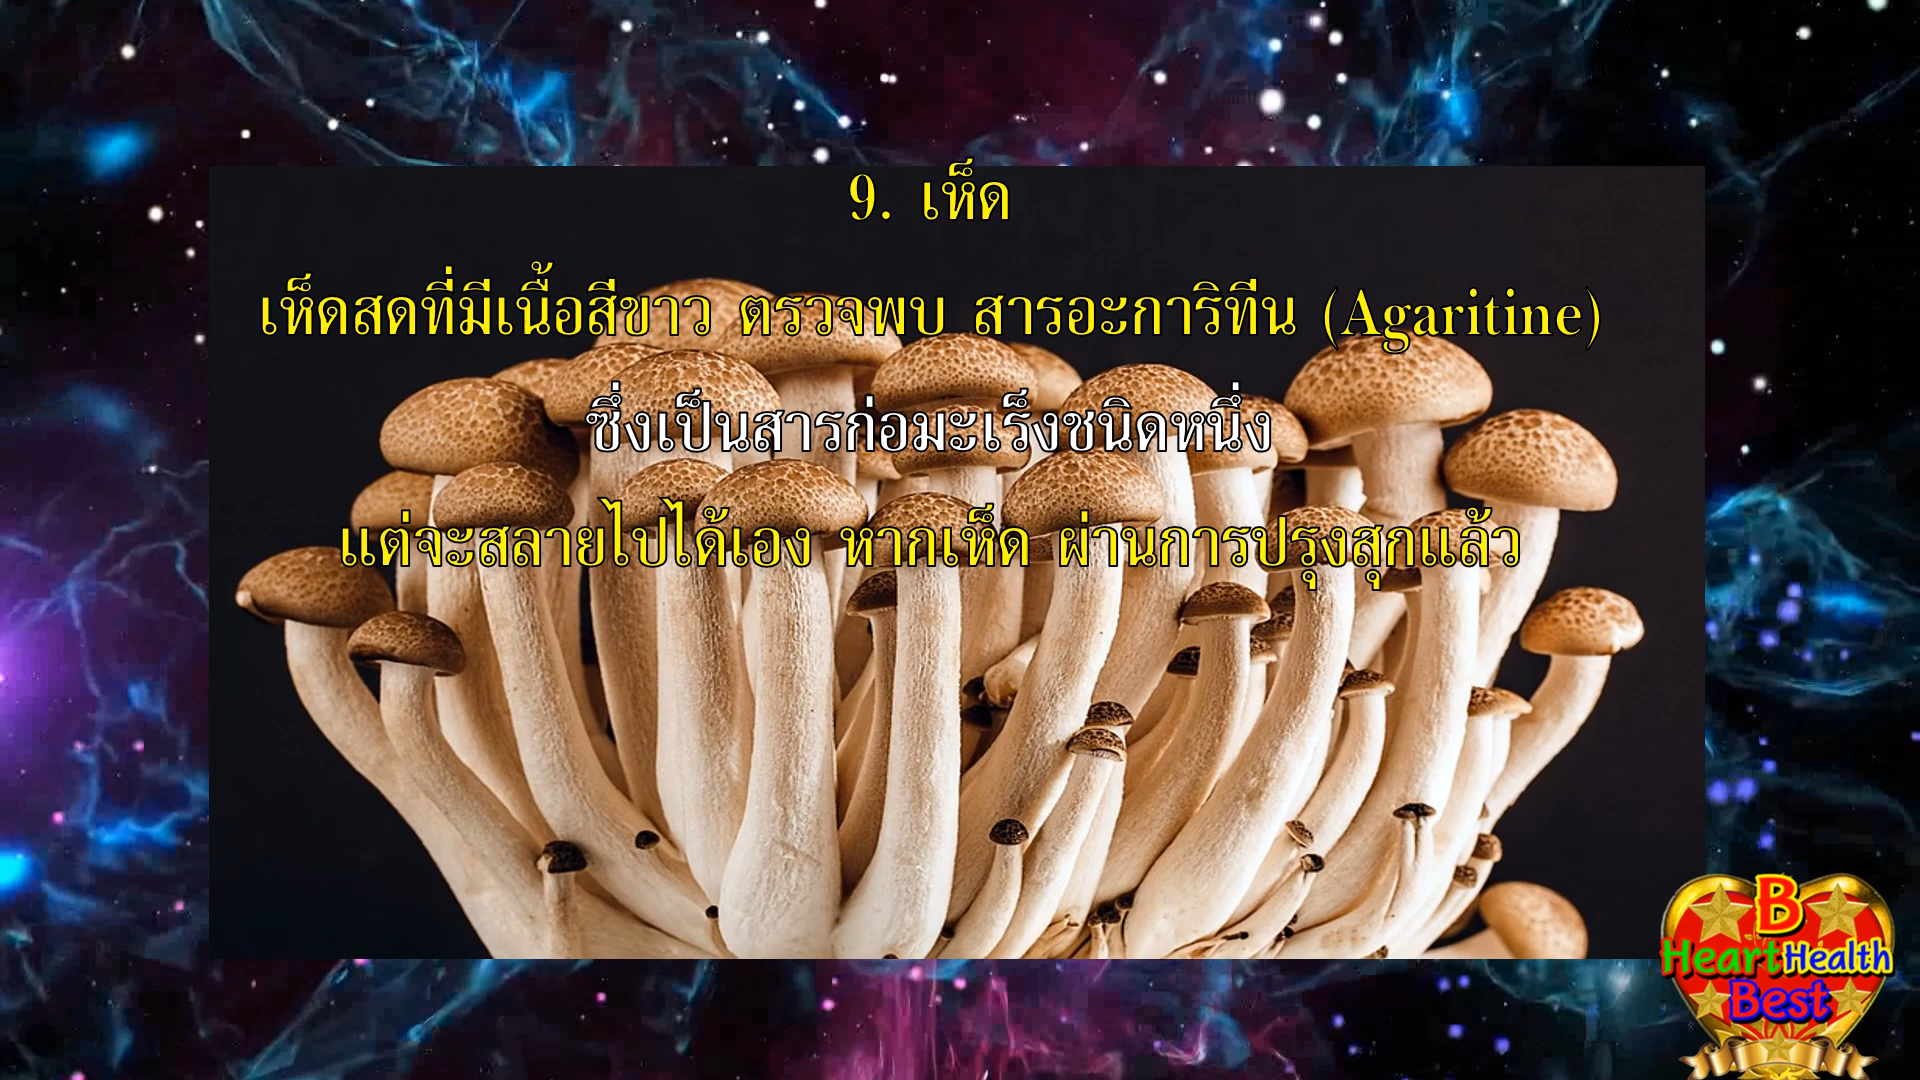 9. เห็ด
เห็ดสดที่มีเนื้อสีขาว ตรวจพบ สารอะการิทีน (Agaritine)
ซึ่งเป็นสารก่อมะเร็งชนิดหนึ่ง
แต่จะสลายไปได้เอง หากเห็ด ผ่านการปรุงสุกแล้ว
B
HeartHealth
Best